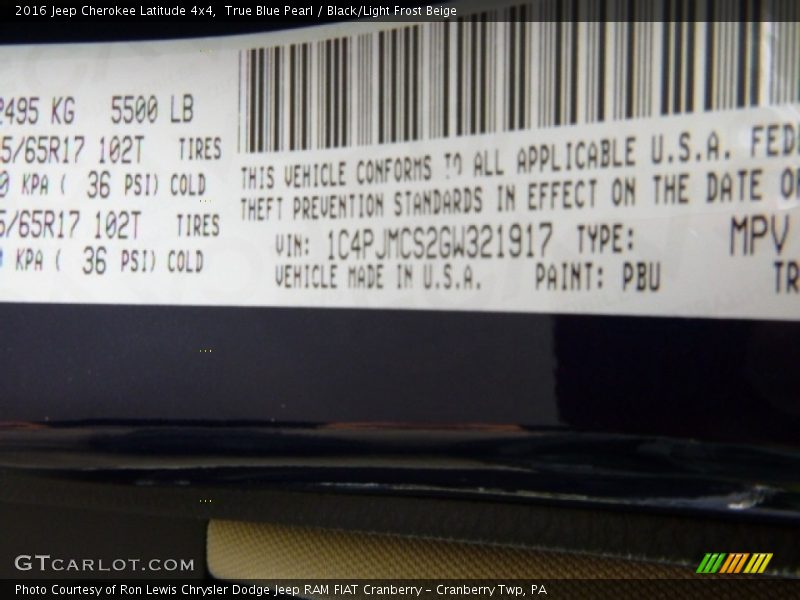 2016 Jeep Cherokee Latitude 4x4, True Blue Pearl / Black/Light Frost Beige
2495 KG 5500 LB
5/65R17 102T TIRES
0 KPA ( 36 PSI) COLD
5/65R17 102T TIRES
KPA ( 36 PSI) COLD
THIS VEHICLE CONFORMS TO ALL APPLICABLE U.S.A. FEDE
THEFT PREVENTION STANDARDS IN EFFECT ON THE DATE OF
VIN: 1C4PJMCS2GW321917 TYPE: MPV
VEHICLE MADE IN U.S.A. PAINT: PBU TR
GTCARLOT.COM
Photo Courtesy of Ron Lewis Chrysler Dodge Jeep RAM FIAT Cranberry – Cranberry Twp, PA